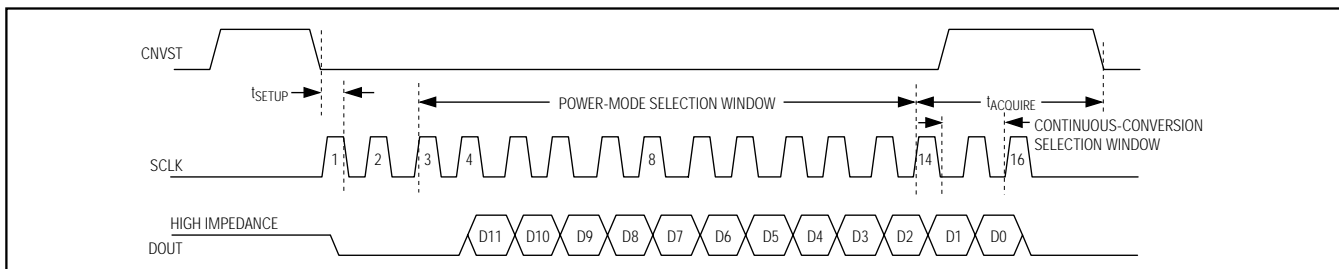 CNVST
tSETUP
POWER-MODE SELECTION WINDOW
tACQUIRE
CONTINUOUS-CONVERSION
SELECTION WINDOW
SCLK
1
2
3
4
8
14
16
HIGH IMPEDANCE
DOUT
D11
D10
D9
D8
D7
D6
D5
D4
D3
D2
D1
D0